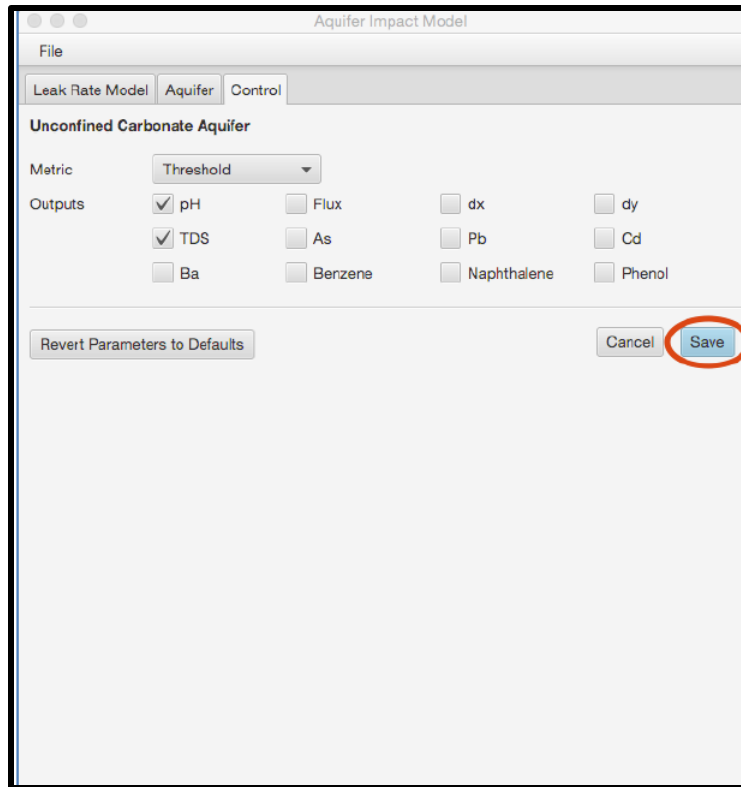 Aquifer Impact Model
File
Leak Rate Model Aquifer Control
Unconfined Carbonate Aquifer
Metric Threshold
Outputs pH Flux dx dy
TDS As Pb Cd
Ba Benzene Naphthalene Phenol
Revert Parameters to Defaults Cancel Save